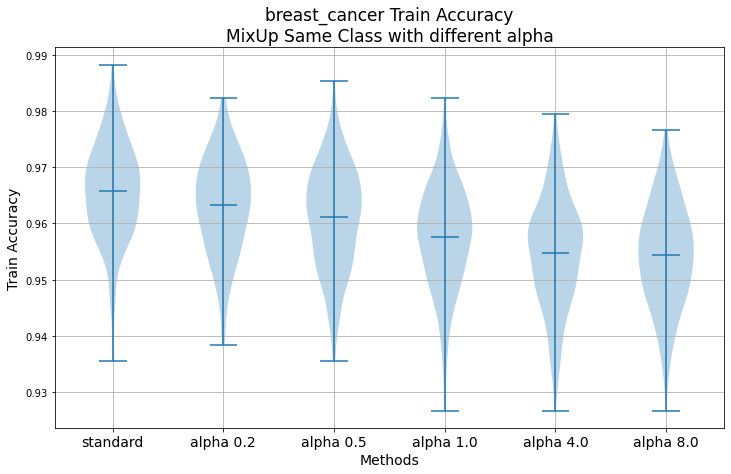 breast_cancer Train Accuracy
MixUp Same Class with different alpha
0.99
0.98
0.97
0.96
0.95
0.94
0.93
Train Accuracy
standard alpha 0.2 alpha 0.5 alpha 1.0 alpha 4.0 alpha 8.0
Methods